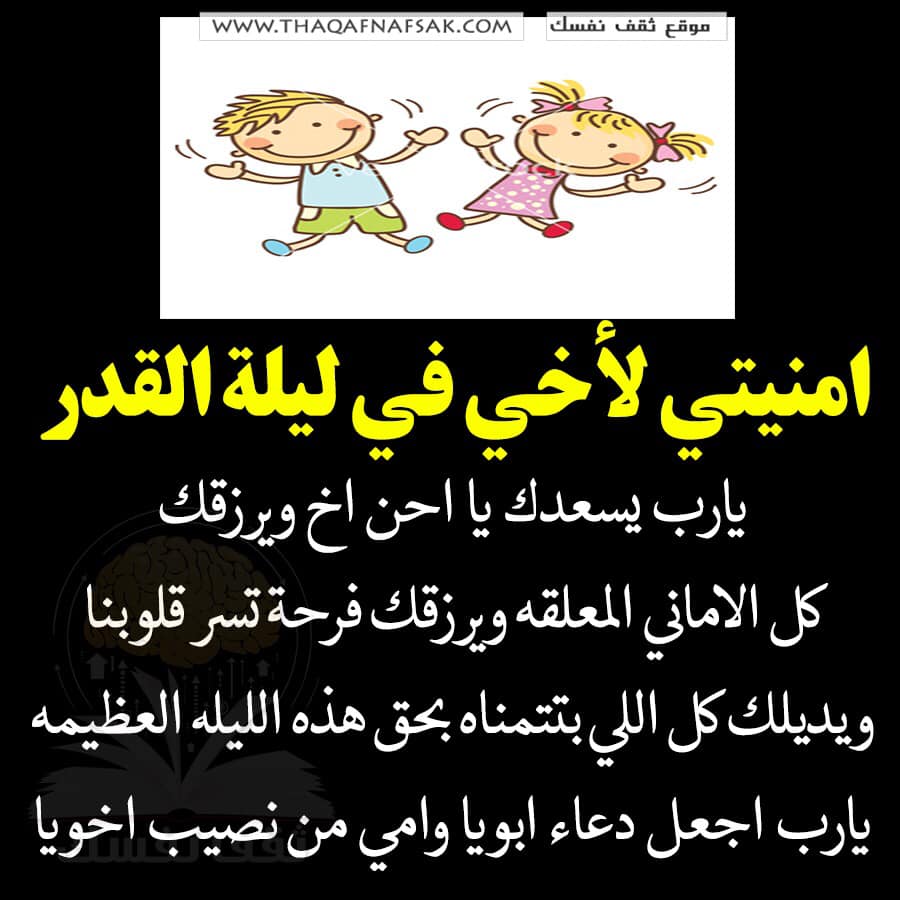 WWW.THAQAFNAFSAK.COM موقع ثقف نفسك
امنيتي لأخي في ليلة القدر
يارب يسعدك يا احن اخ ويرزقك
كل الاماني المعلقه ويرزقك فرحة تسر قلوبنا
ويديلك كل اللي بتتمناه بحق هذه الليله العظيمه
يارب اجعل دعاء ابويا وامي من نصيب اخويا
ثقف نفسك